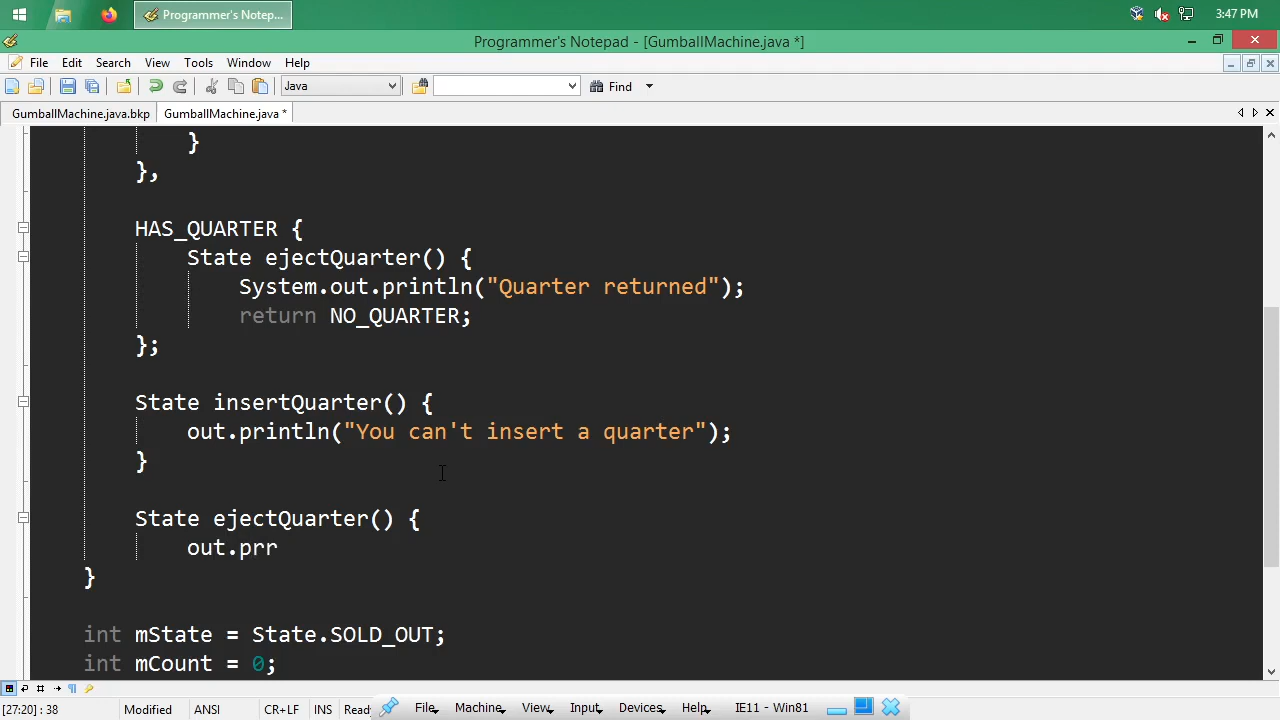 Programmer's Notep...
3:47 PM
Programmer's Notepad - [GumballMachine.java *]
File Edit Search View Tools Window Help
Java Find
GumballMachine.java.bkp GumballMachine.java *
}
},
HAS_QUARTER {
State ejectQuarter() {
System.out.println("Quarter returned");
return NO_QUARTER;
};
State insertQuarter() {
out.println("You can't insert a quarter");
}
State ejectQuarter() {
out.prr
}
int mState = State.SOLD_OUT;
int mCount = 0;
[27:20] : 38 Modified ANSI CR+LF INS Read File Machine View Input Devices Help IE11 - Win81